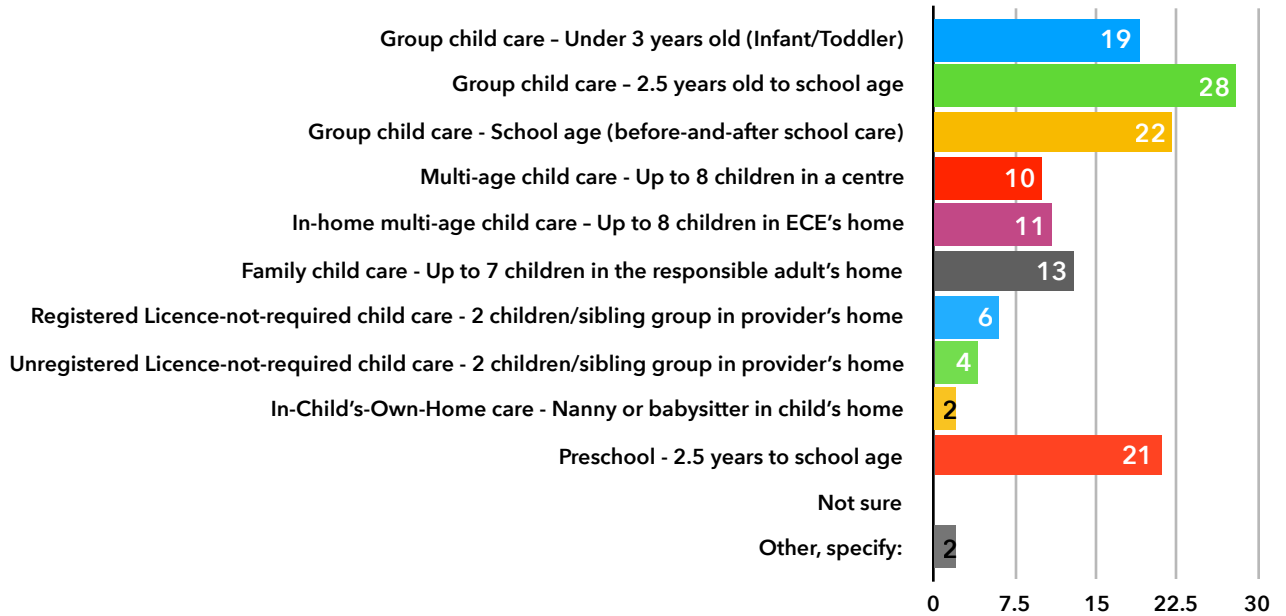 Group child care – Under 3 years old (Infant/Toddler) 19
Group child care – 2.5 years old to school age 28
Group child care - School age (before-and-after school care) 22
Multi-age child care - Up to 8 children in a centre 10
In-home multi-age child care – Up to 8 children in ECE’s home 11
Family child care - Up to 7 children in the responsible adult’s home 13
Registered Licence-not-required child care - 2 children/sibling group in provider’s home 6
Unregistered Licence-not-required child care - 2 children/sibling group in provider’s home 4
In-Child’s-Own-Home care - Nanny or babysitter in child’s home 2
Preschool - 2.5 years to school age 21
Not sure
Other, specify: 2
0 7.5 15 22.5 30